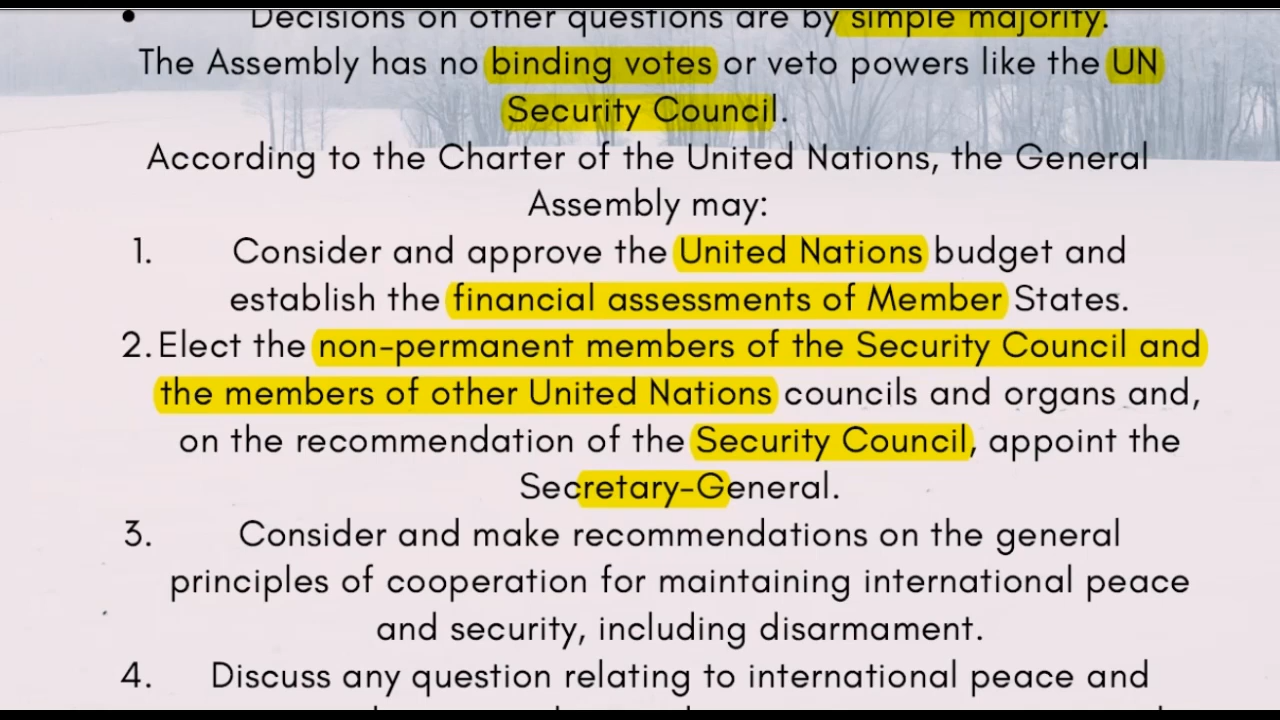 • Decisions on other questions are by simple majority.
The Assembly has no binding votes or veto powers like the UN
Security Council.
According to the Charter of the United Nations, the General
Assembly may:
1. Consider and approve the United Nations budget and
establish the financial assessments of Member States.
2. Elect the non-permanent members of the Security Council and
the members of other United Nations councils and organs and,
on the recommendation of the Security Council, appoint the
Secretary-General.
3. Consider and make recommendations on the general
principles of cooperation for maintaining international peace
and security, including disarmament.
4. Discuss any question relating to international peace and